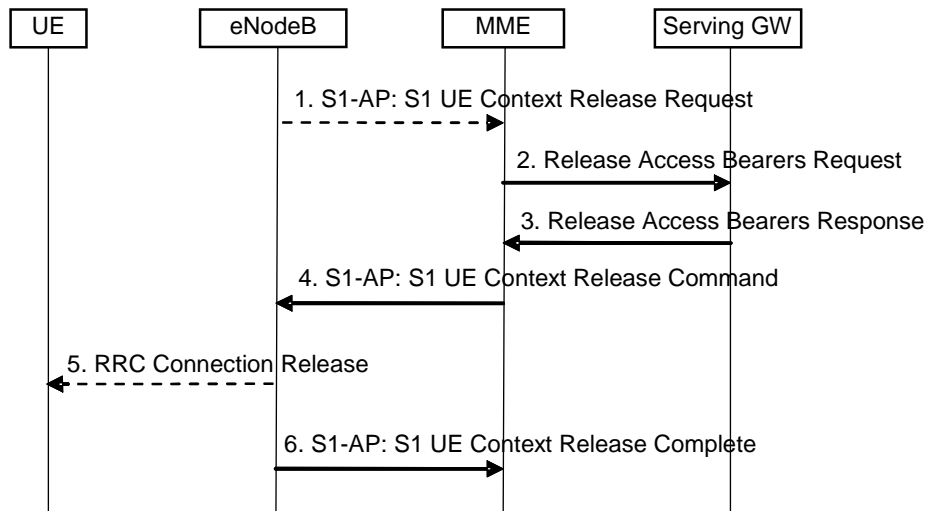 UE
eNodeB
MME
Serving GW
1. S1-AP: S1 UE Context Release Request
2. Release Access Bearers Request
3. Release Access Bearers Response
4. S1-AP: S1 UE Context Release Command
5. RRC Connection Release
6. S1-AP: S1 UE Context Release Complete